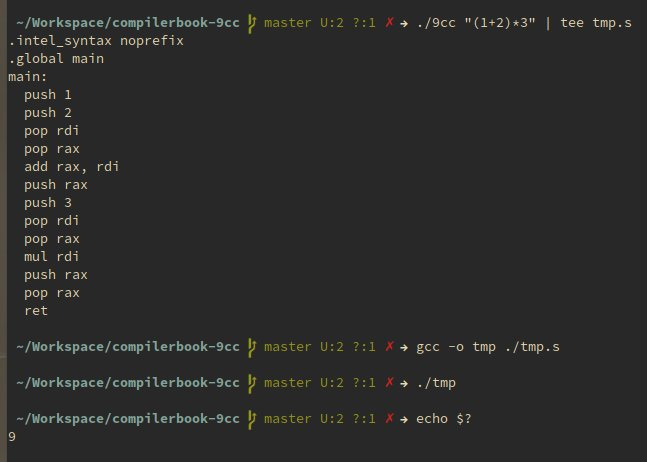 ~/Workspace/compilerbook-9cc master U:2 ?:1 ✗ → ./9cc "(1+2)*3" | tee tmp.s
.intel_syntax noprefix
.global main
main:
  push 1
  push 2
  pop rdi
  pop rax
  add rax, rdi
  push rax
  push 3
  pop rdi
  pop rax
  mul rdi
  push rax
  pop rax
  ret
~/Workspace/compilerbook-9cc master U:2 ?:1 ✗ → gcc -o tmp ./tmp.s
~/Workspace/compilerbook-9cc master U:2 ?:1 ✗ → ./tmp
~/Workspace/compilerbook-9cc master U:2 ?:1 ✗ → echo $?
9